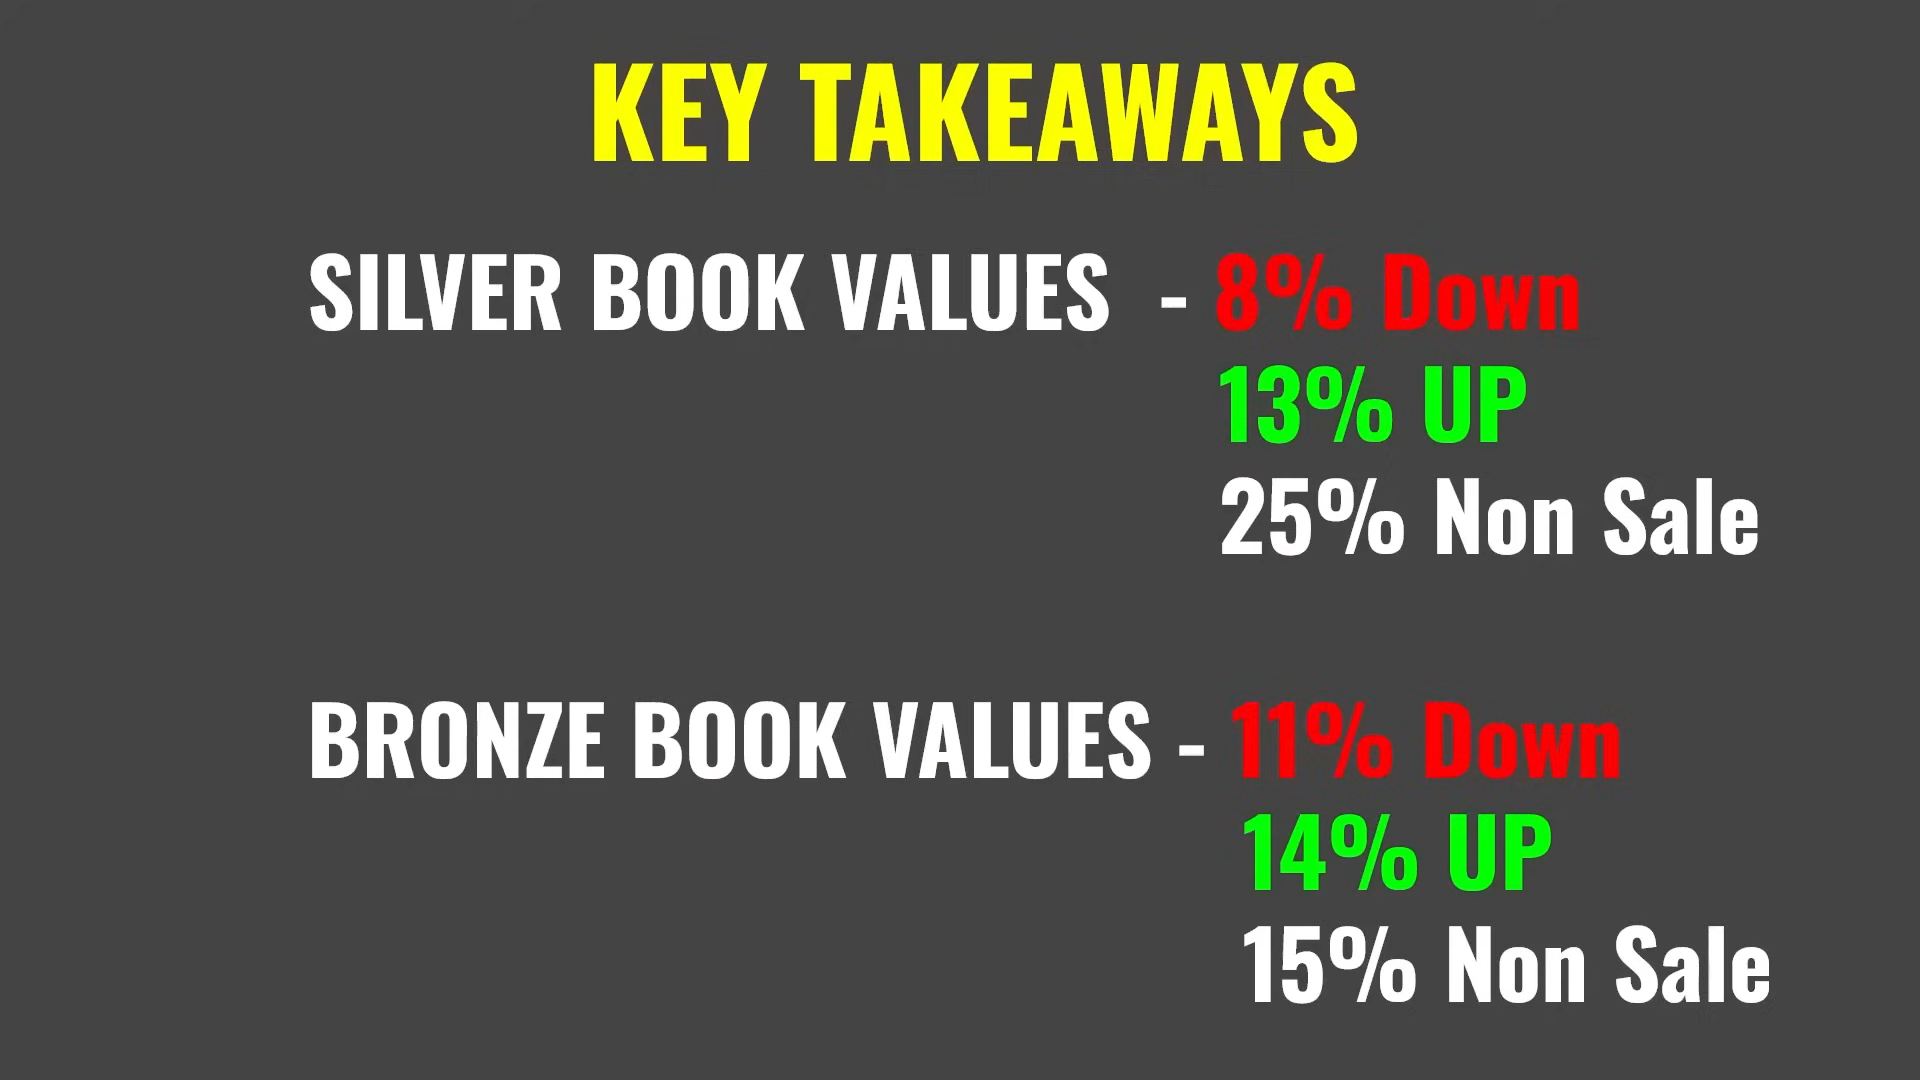 KEY TAKEAWAYS
SILVER BOOK VALUES - 8% Down
13% UP
25% Non Sale
BRONZE BOOK VALUES - 11% Down
14% UP
15% Non Sale